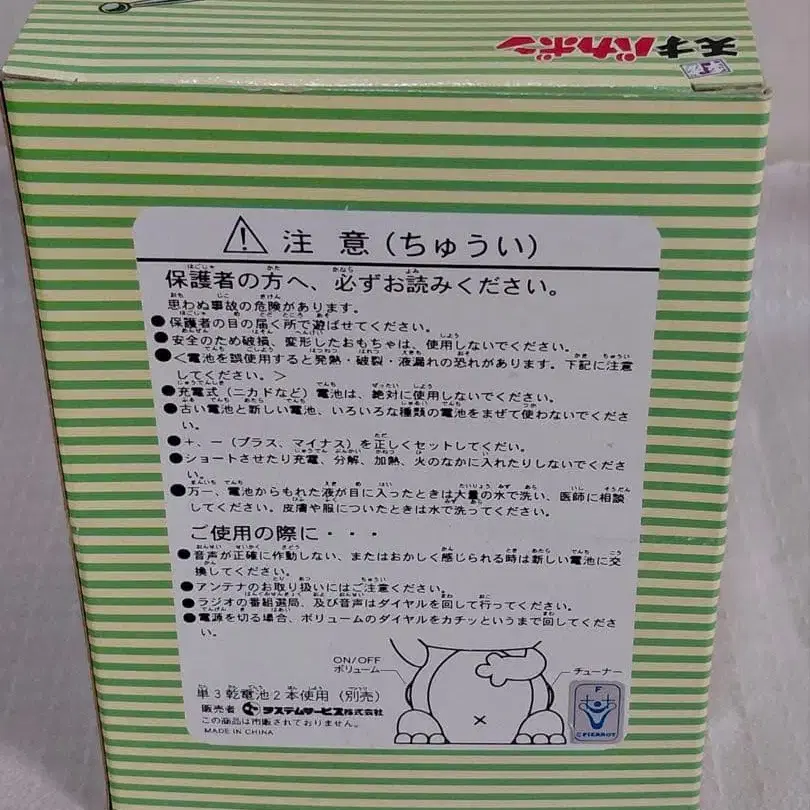 天才バカボン
注意(ちゅうい)
保護者の方へ、必ずお読みください。
思わぬ事故の危険があります。
●保護者の目の届く所で遊ばせてください。
●安全のため破損、変形したおもちゃは、使用しないでください。
●<電池を誤使用すると発熱・破裂・液漏れの恐れがあります。下記に注意
してください。>
●充電式(ニカドなど)電池は、絶対に使用しないでください。
●古い電池と新しい電池、いろいろな種類の電池をまぜて使わないでくださ
い。
●+、-(プラス、マイナス)を正しくセットしてくだい。
●ショートさせたり充電、分解、加熱、火のなかに入れたりしないでくださ
い。
●万一、電池からもれた液が目に入ったときは大量の水で洗い、医師に相談
してください。皮膚や服についたときは水で洗ってください。
ご使用の際に・・・
●音声が正確に作動しない、またはおかしく感じられる時は新しい電池に交
換してください。
●アンテナのお取り扱いにはご注意ください。
●ラジオの番組選局、及び音声はダイヤルを回して行ってください。
●電源を切る場合、ボリュームのダイヤルをカチッというまで回してください。
ON/OFF
ボリューム
チューナー
単3乾電池2本使用(別売)
販売者 システムサービス株式会社
この商品は市販されておりません。
MADE IN CHINA
F
©PIERROT